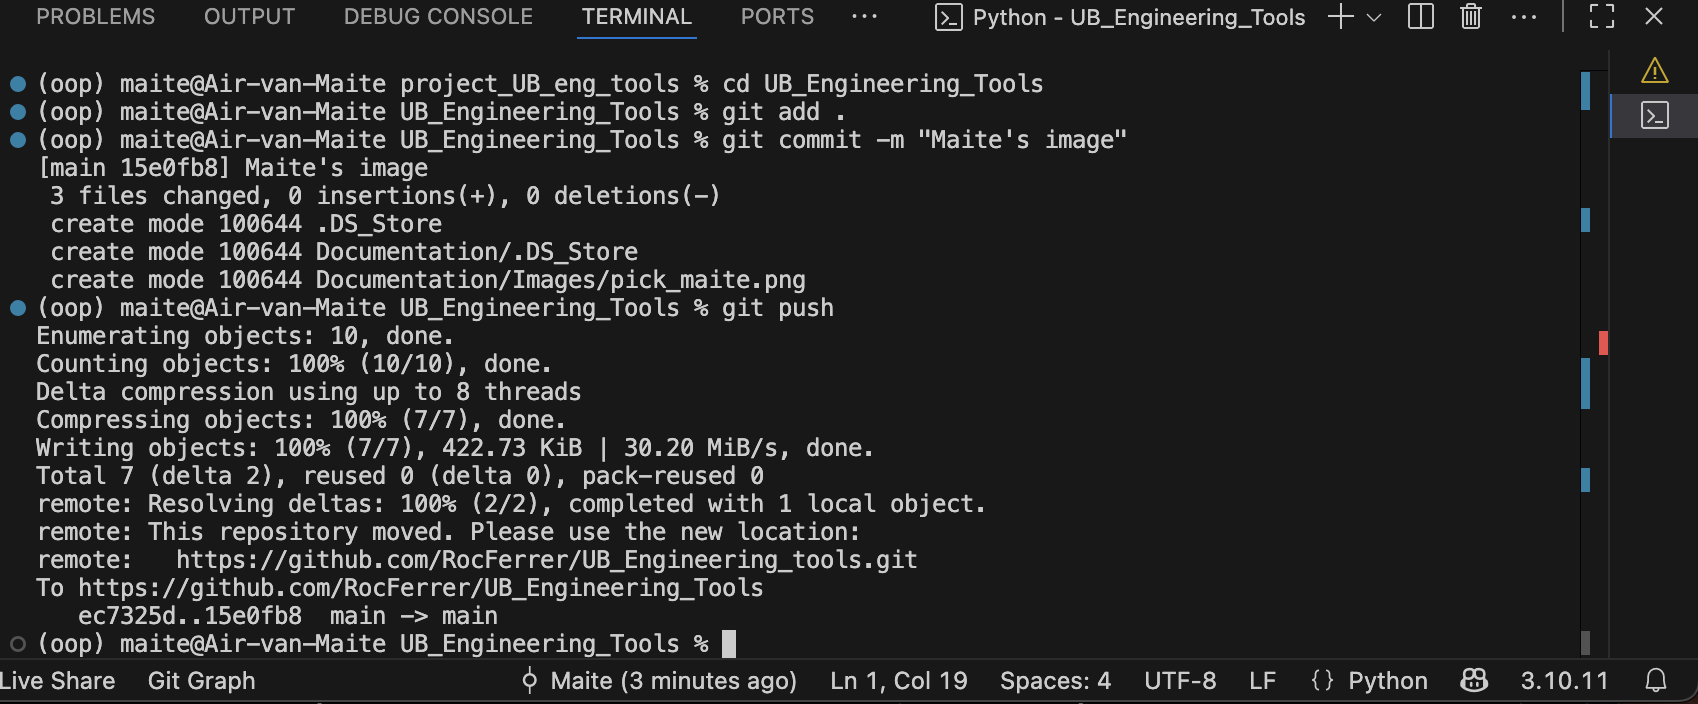 PROBLEMS OUTPUT DEBUG CONSOLE TERMINAL PORTS ··· Python - UB_Engineering_Tools
(oop) maite@Air-van-Maite project_UB_eng_tools % cd UB_Engineering_Tools
(oop) maite@Air-van-Maite UB_Engineering_Tools % git add .
(oop) maite@Air-van-Maite UB_Engineering_Tools % git commit -m "Maite's image"
[main 15e0fb8] Maite's image
3 files changed, 0 insertions(+), 0 deletions(-)
create mode 100644 .DS_Store
create mode 100644 Documentation/.DS_Store
create mode 100644 Documentation/Images/pick_maite.png
(oop) maite@Air-van-Maite UB_Engineering_Tools % git push
Enumerating objects: 10, done.
Counting objects: 100% (10/10), done.
Delta compression using up to 8 threads
Compressing objects: 100% (7/7), done.
Writing objects: 100% (7/7), 422.73 KiB | 30.20 MiB/s, done.
Total 7 (delta 2), reused 0 (delta 0), pack-reused 0
remote: Resolving deltas: 100% (2/2), completed with 1 local object.
remote: This repository moved. Please use the new location:
remote:   https://github.com/RocFerrer/UB_Engineering_tools.git
To https://github.com/RocFerrer/UB_Engineering_Tools
ec7325d..15e0fb8  main -> main
(oop) maite@Air-van-Maite UB_Engineering_Tools %
Live Share Git Graph Maite (3 minutes ago) Ln 1, Col 19 Spaces: 4 UTF-8 LF {} Python 3.10.11